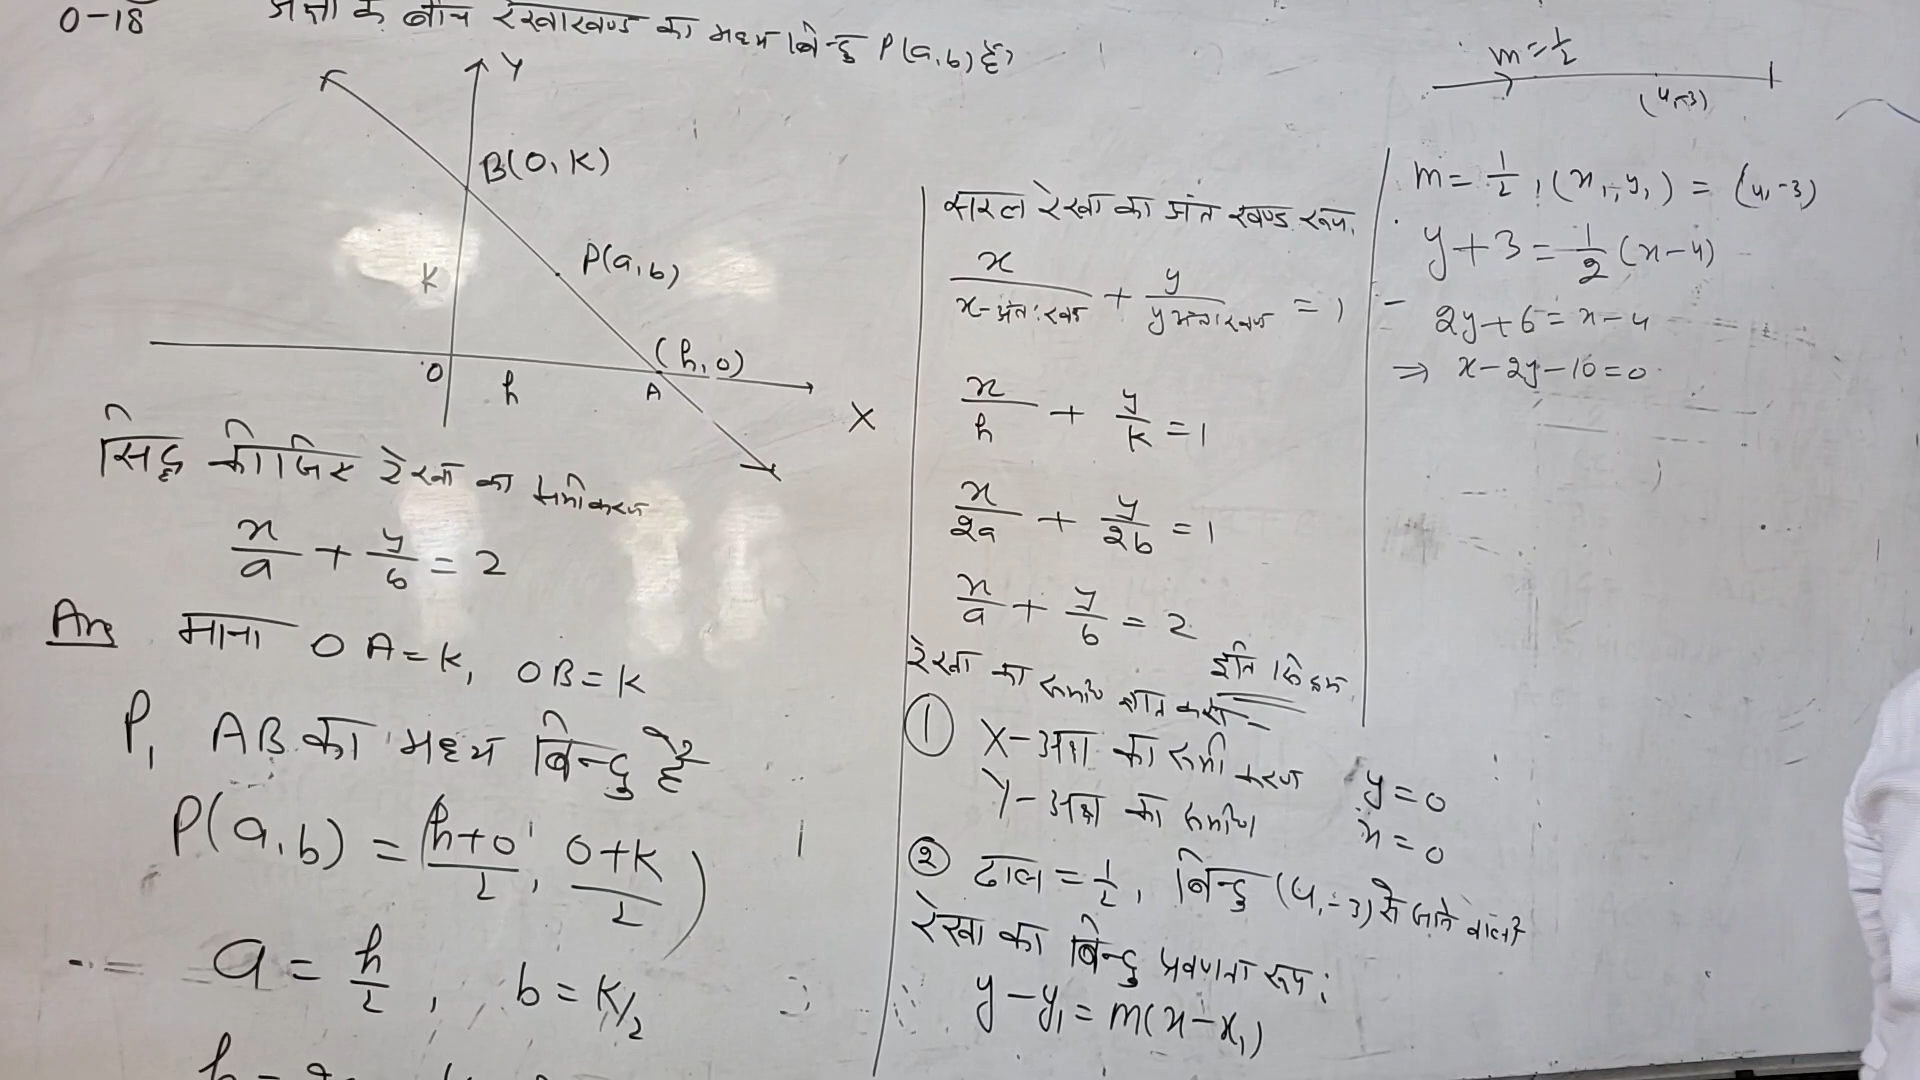 Q-18 अक्षों के बीच रेखाखण्ड का मध्य बिन्दु P(a,b) है।
Y
B(0, K)
P(a,b)
K
(h,0)
O
h
A
X
सिद्ध कीजिए रेखा का समीकरण
x/a + y/b = 2
Ans माना OA=K, OB=K
P, AB का मध्य बिन्दु है
P(a,b) = (h+0/2, 0+K/2)
a = h/2, b = K/2
सरल रेखा का अंत खण्ड रूप,
x/x-अंत:खण्ड + y/y अन्त:खण्ड = 1
x/h + y/K = 1
x/2a + y/2b = 1
x/a + y/b = 2
इति सिद्धम
रेखा का समी० ज्ञात करो-
① X-अक्ष का समीकरण y=0
Y-अक्ष का समी० x=0
② ढाल = 1/2, बिन्दु (4,-3) से जाने वाली
रेखा का बिन्दु प्रवणता रूप:
y-y₁ = m(x-x₁)
m=1/2
(4,-3)
m=1/2, (x₁,y₁) = (4,-3)
y+3 = 1/2 (x-4)
2y+6 = x-4
⇒ x-2y-10=0